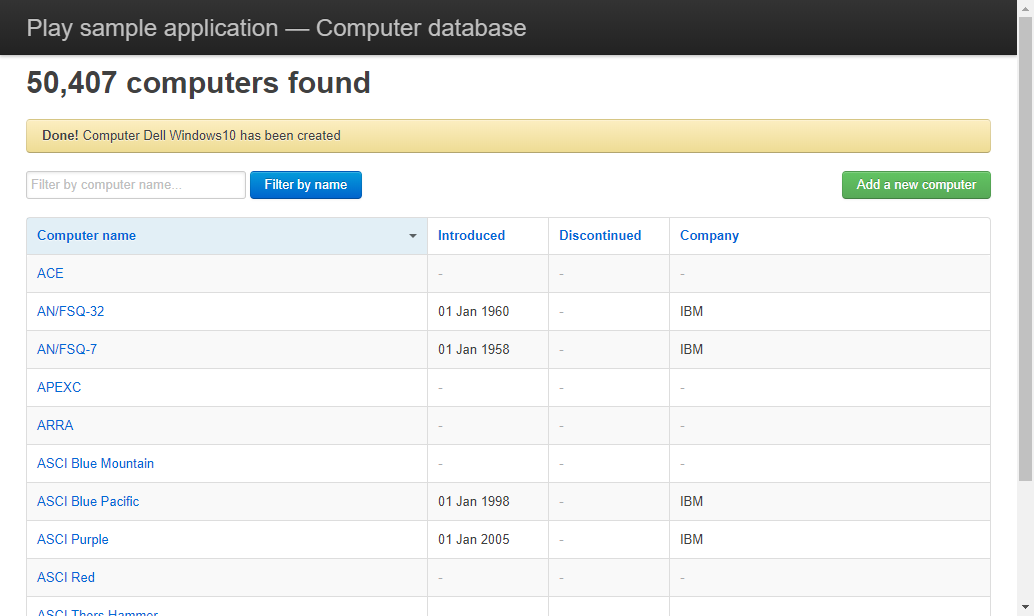 Play sample application — Computer database
50,407 computers found
Done! Computer Dell Windows10 has been created
Filter by computer name... Filter by name Add a new computer
Computer name Introduced Discontinued Company
ACE - - -
AN/FSQ-32 01 Jan 1960 - IBM
AN/FSQ-7 01 Jan 1958 - IBM
APEXC - - -
ARRA - - -
ASCI Blue Mountain - - -
ASCI Blue Pacific 01 Jan 1998 - IBM
ASCI Purple 01 Jan 2005 - IBM
ASCI Red - - -
ASCI Thors Hammer